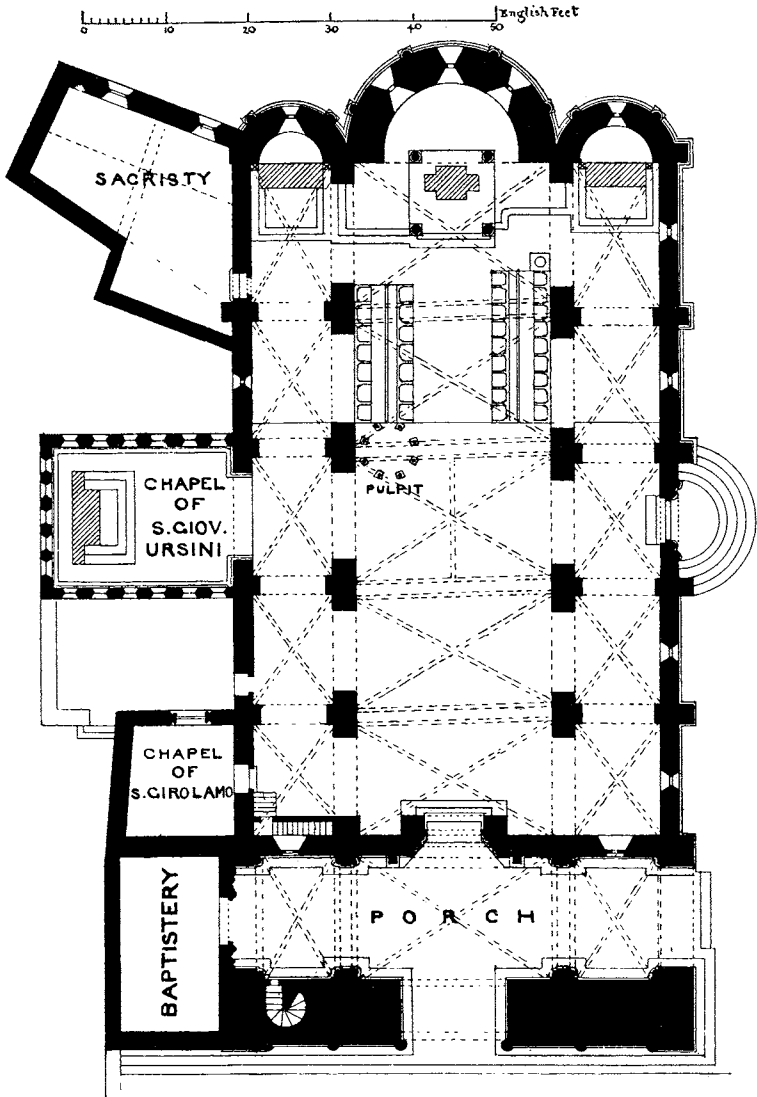 English Feet
0 10 20 30 40 50
SACRISTY
CHAPEL
OF
S.GIOV.
URSINI
PULPIT
CHAPEL
OF
S.GIROLAMO
BAPTISTERY
PORCH